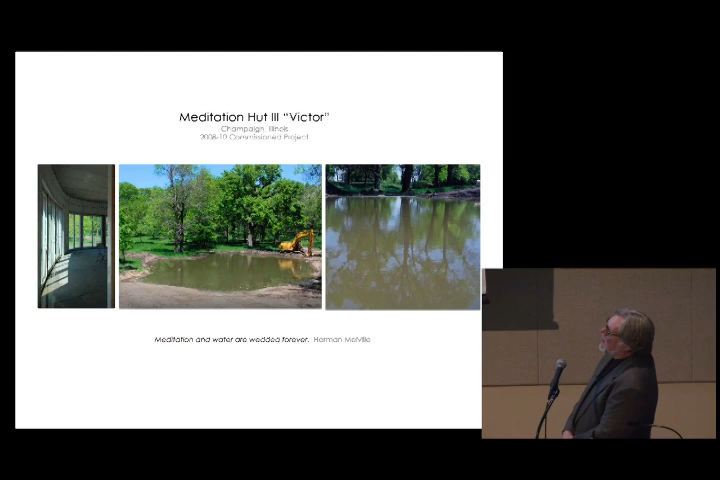 Meditation Hut III “Victor”
Champaign, Illinois
2008-10 Commissioned Project
Meditation and water are wedded forever. Herman Melville